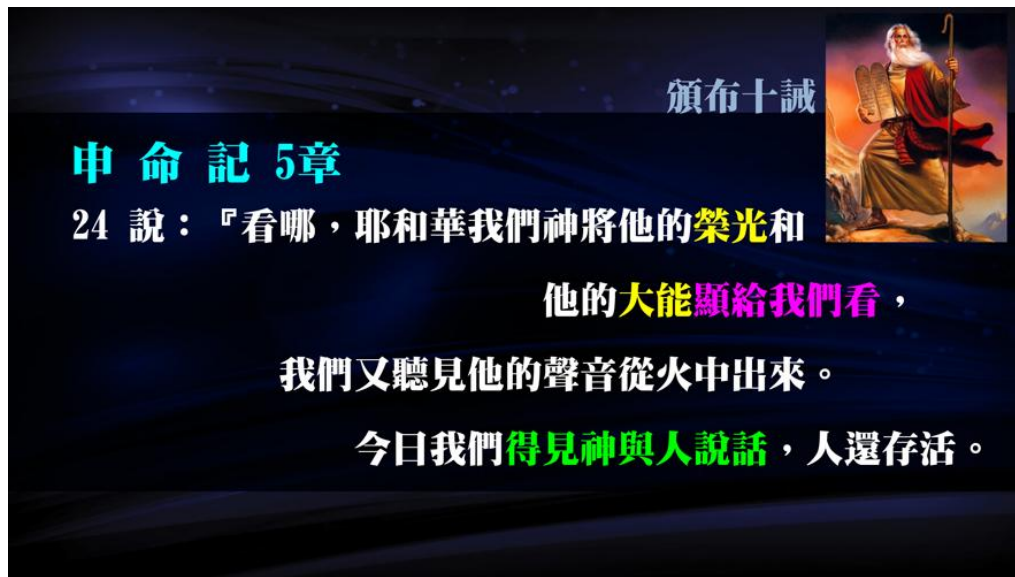 頒布十誡
申 命 記 5章
24 說：『看哪，耶和華我們神將他的榮光和
他的大能顯給我們看，
我們又聽見他的聲音從火中出來。
今日我們得見神與人說話，人還存活。